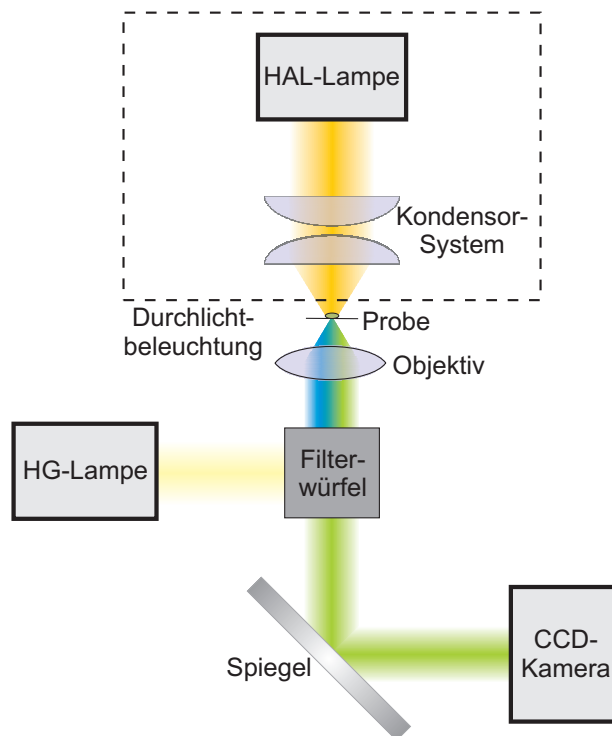 HAL-Lampe
Kondensor-
System
Durchlicht-
beleuchtung
Probe
Objektiv
HG-Lampe
Filter-
würfel
Spiegel
CCD-
Kamera